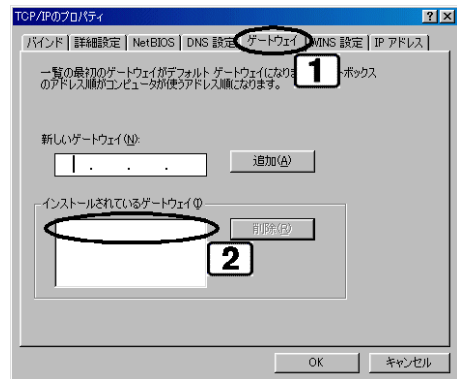 TCP/IPのプロパティ
バインド 詳細設定 NetBIOS DNS 設定 ゲートウェイ WINS 設定 IP アドレス
1
一覧の最初のゲートウェイがデフォルト ゲートウェイになりま ボックス
のアドレス順がコンピュータが使うアドレス順になります。
新しいゲートウェイ(N):
. . . 追加(A)
インストールされているゲートウェイ(I)
削除(R)
2
OK キャンセル